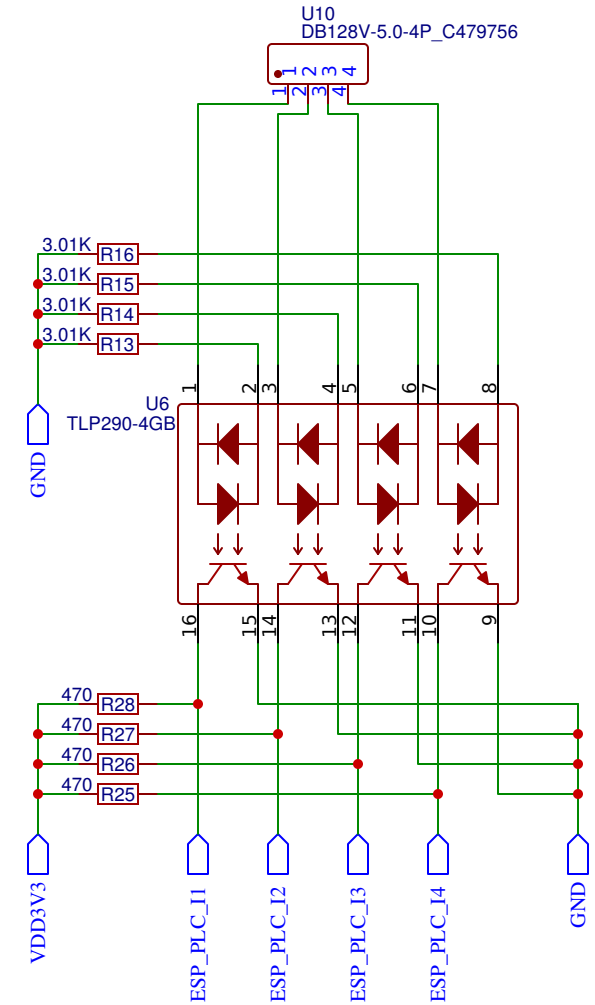 U10
DB128V-5.0-4P_C479756
1 2 3 4
1 2 3 4
3.01K R16
3.01K R15
3.01K R14
3.01K R13
1 2 3 4 5 6 7 8
U6
TLP290-4GB
GND
16 15 14 13 12 11 10 9
470 R28
470 R27
470 R26
470 R25
VDD3V3
ESP_PLC_I1
ESP_PLC_I2
ESP_PLC_I3
ESP_PLC_I4
GND